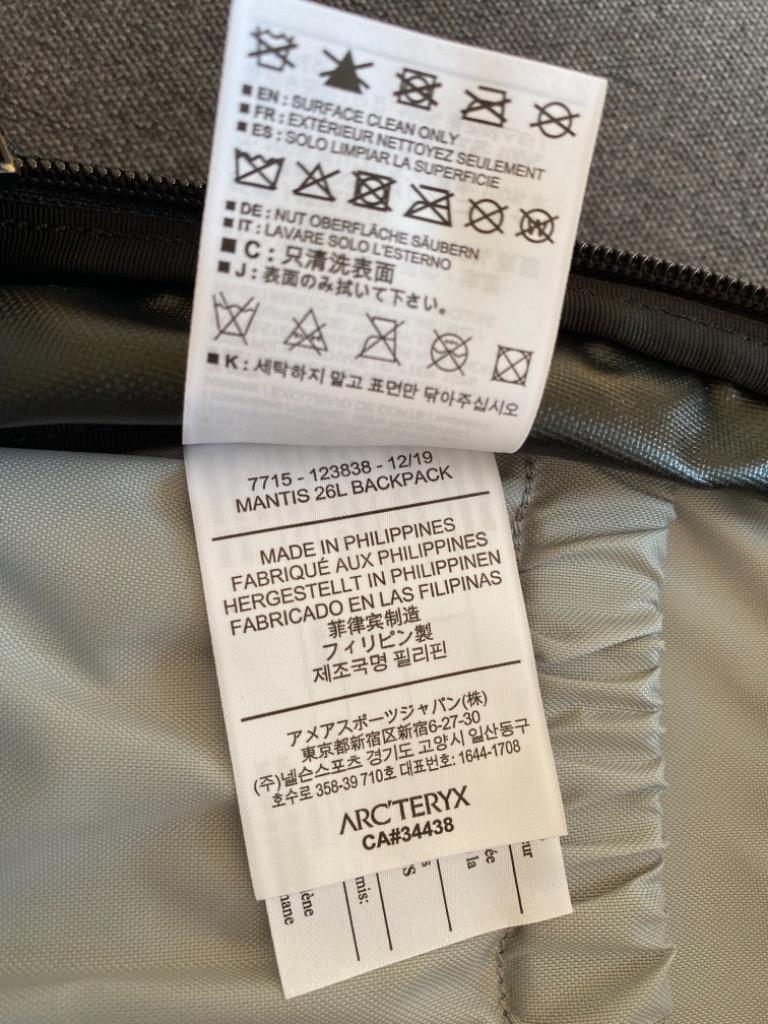 ■ EN : SURFACE CLEAN ONLY
■ FR : EXTÉRIEUR NETTOYEZ SEULEMENT
■ ES : SOLO LIMPIAR LA SUPERFICIE
■ DE : NUT OBERFLÄCHE SÄUBERN
■ IT : LAVARE SOLO L'ESTERNO
■ C : 只清洗表面
■ J : 表面のみ拭いて下さい。
■ K : 세탁하지 말고 표면만 닦아주십시오
7715 - 123838 - 12/19
MANTIS 26L BACKPACK
MADE IN PHILIPPINES
FABRIQUÉ AUX PHILIPPINES
HERGESTELLT IN PHILIPPINEN
FABRICADO EN LAS FILIPINAS
菲律宾制造
フィリピン製
제조국명 필리핀
アメアスポーツジャパン(株)
東京都新宿区新宿6-27-30
(주)넬슨스포츠 경기도 고양시 일산동구
호수로 358-39 710호 대표번호: 1644-1708
ARC'TERYX
CA#34438